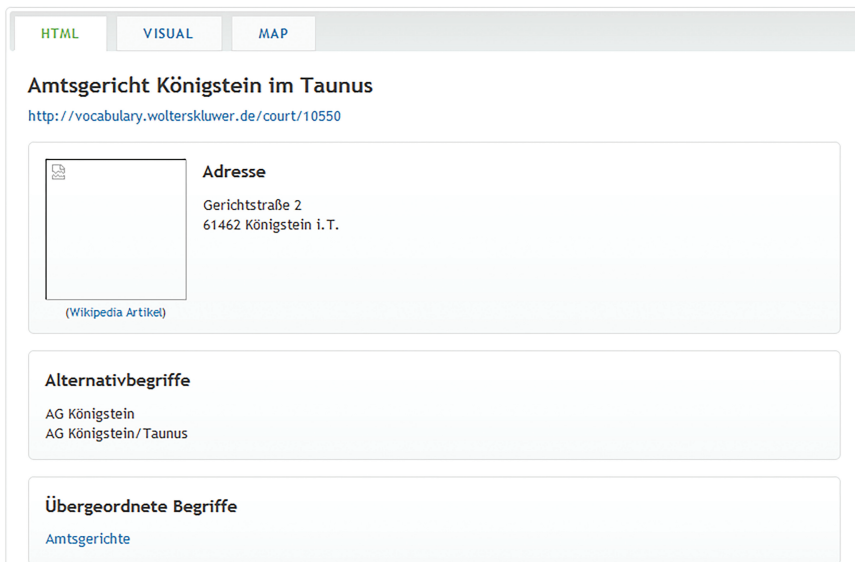 HTML VISUAL MAP
Amtsgericht Königstein im Taunus
http://vocabulary.wolterskluwer.de/court/10550
Adresse
Gerichtstraße 2
61462 Königstein i.T.
(Wikipedia Artikel)
Alternativbegriffe
AG Königstein
AG Königstein/Taunus
Übergeordnete Begriffe
Amtsgerichte